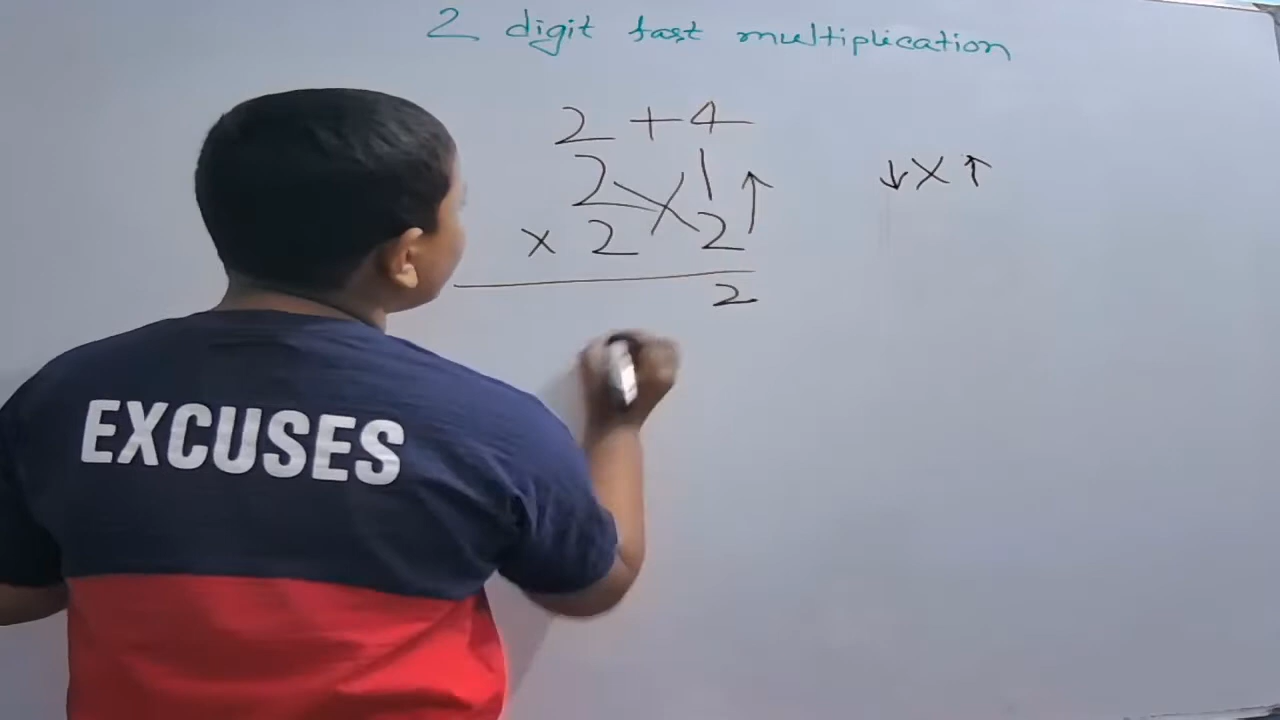 2 digit fast multiplication
2 + 4
2 1 ↑
↓ X ↑
x 2 2
2
EXCUSES